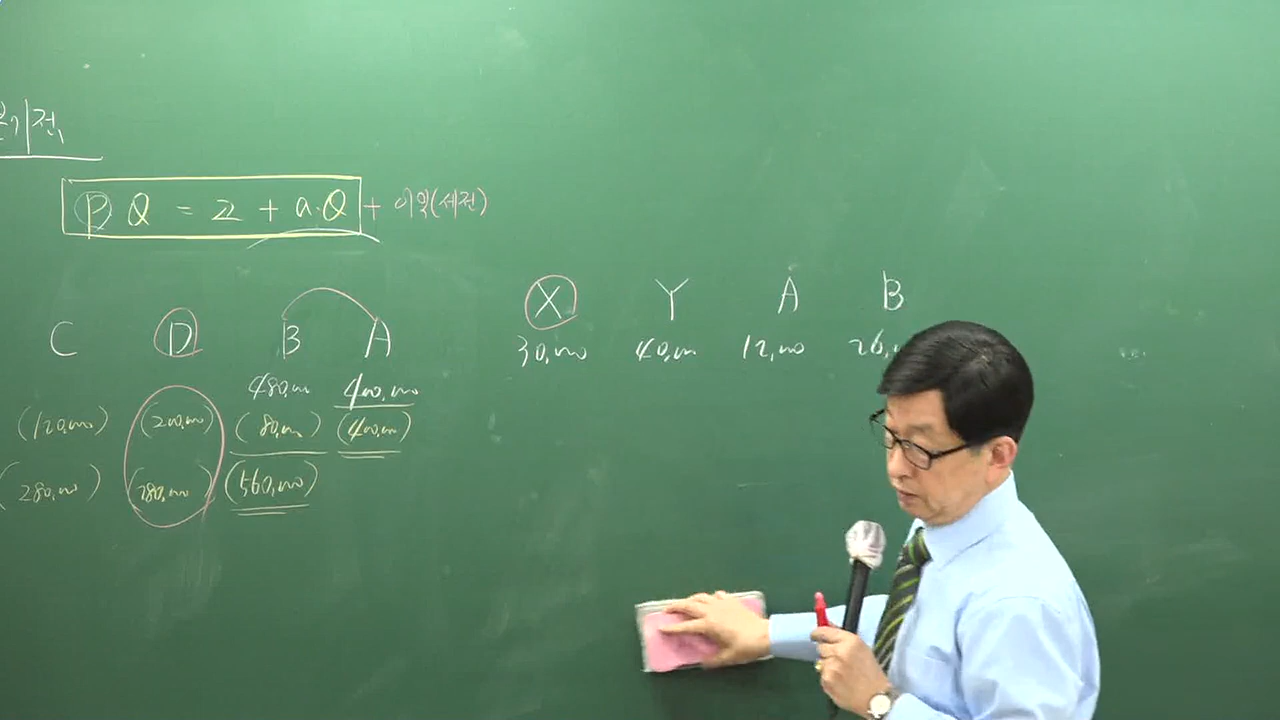 P Q = a + a·Q + 이익(세전)
C D B A
480,000 400,000
(120,000) (200,000) (80,000) (400,000)
(280,000) (280,000) (560,000)
X Y A B
30,000 40,000 12,000